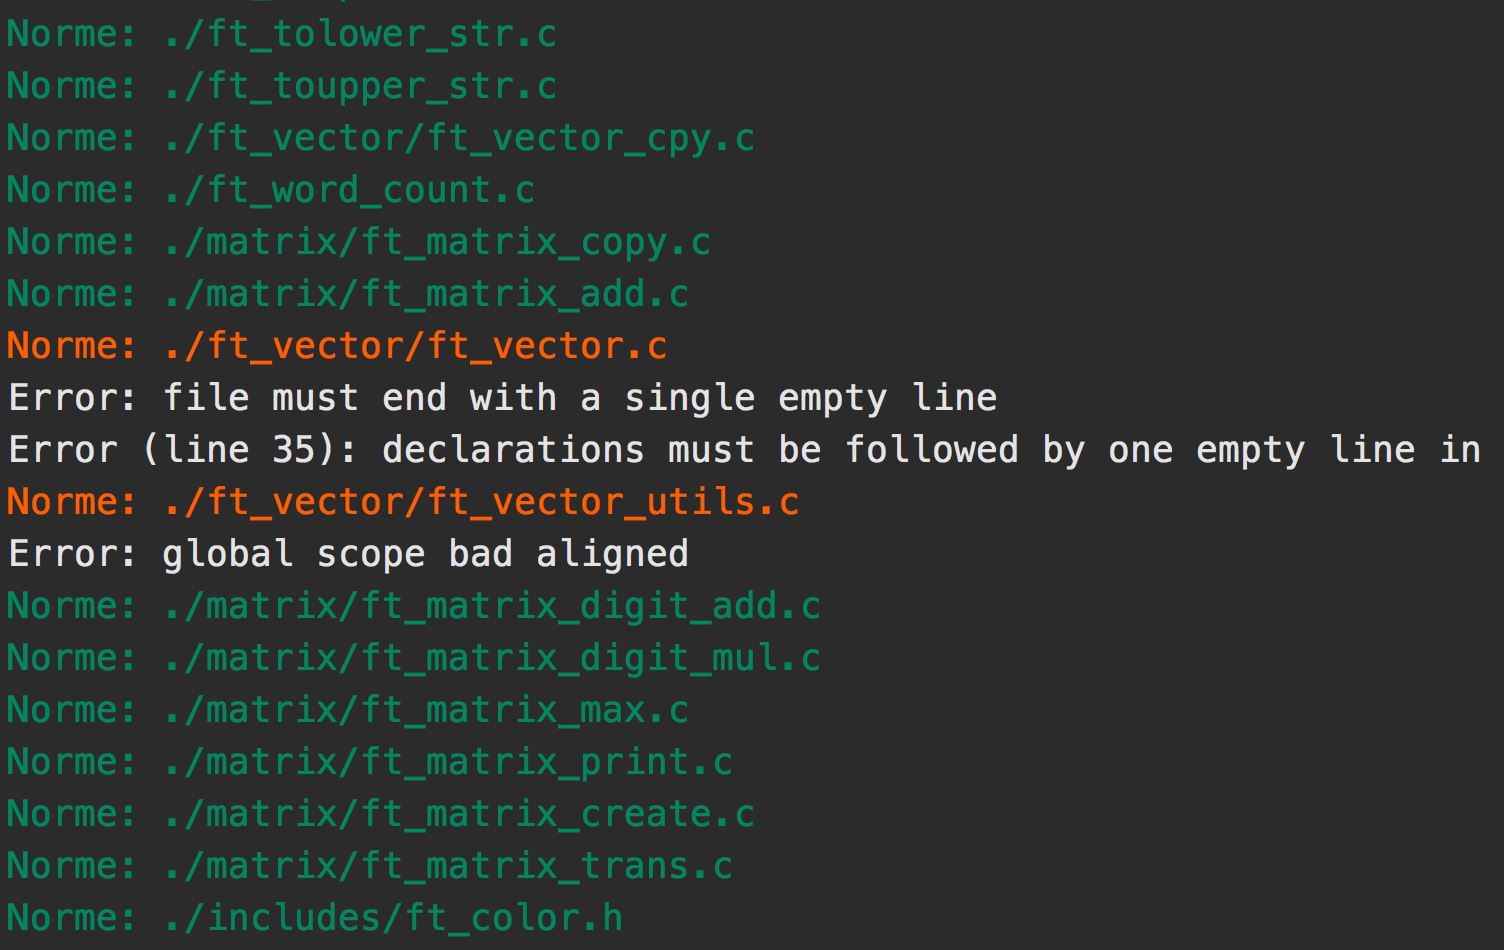 Norme: ./ft_tolower_str.c
Norme: ./ft_toupper_str.c
Norme: ./ft_vector/ft_vector_cpy.c
Norme: ./ft_word_count.c
Norme: ./matrix/ft_matrix_copy.c
Norme: ./matrix/ft_matrix_add.c
Norme: ./ft_vector/ft_vector.c
Error: file must end with a single empty line
Error (line 35): declarations must be followed by one empty line in
Norme: ./ft_vector/ft_vector_utils.c
Error: global scope bad aligned
Norme: ./matrix/ft_matrix_digit_add.c
Norme: ./matrix/ft_matrix_digit_mul.c
Norme: ./matrix/ft_matrix_max.c
Norme: ./matrix/ft_matrix_print.c
Norme: ./matrix/ft_matrix_create.c
Norme: ./matrix/ft_matrix_trans.c
Norme: ./includes/ft_color.h